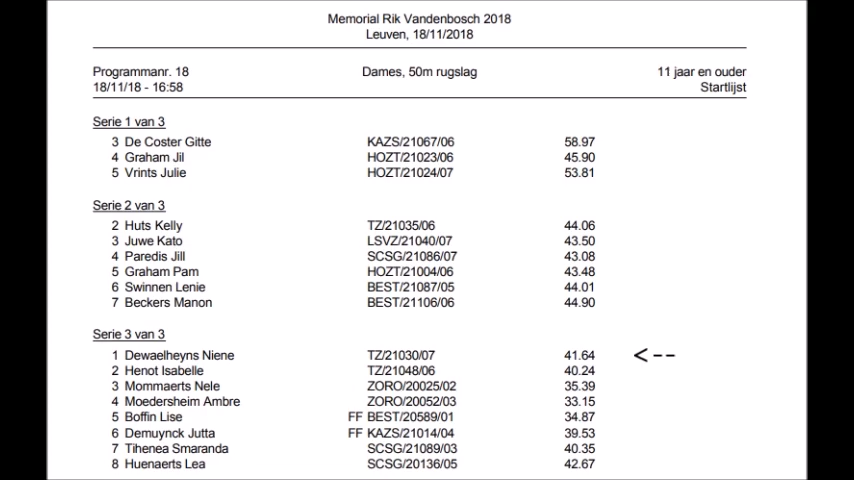 Memorial Rik Vandenbosch 2018
Leuven, 18/11/2018
Programmanr. 18 Dames, 50m rugslag 11 jaar en ouder
18/11/18 - 16:58 Startlijst
Serie 1 van 3
3 De Coster Gitte KAZS/21067/06 58.97
4 Graham Jil HOZT/21023/06 45.90
5 Vrints Julie HOZT/21024/07 53.81
Serie 2 van 3
2 Huts Kelly TZ/21035/06 44.06
3 Juwe Kato LSVZ/21040/07 43.50
4 Paredis Jill SCSG/21086/07 43.08
5 Graham Pam HOZT/21004/06 43.48
6 Swinnen Lenie BEST/21087/05 44.01
7 Beckers Manon BEST/21106/06 44.90
Serie 3 van 3
1 Dewaelheyns Niene TZ/21030/07 41.64 <--
2 Henot Isabelle TZ/21048/06 40.24
3 Mommaerts Nele ZORO/20025/02 35.39
4 Moedersheim Ambre ZORO/20052/03 33.15
5 Boffin Lise FF BEST/20589/01 34.87
6 Demuynck Jutta FF KAZS/21014/04 39.53
7 Tihenea Smaranda SCSG/21089/03 40.35
8 Huenaerts Lea SCSG/20136/05 42.67